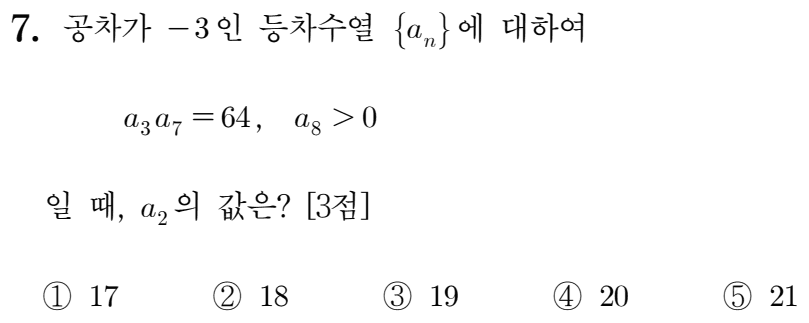 7. 공차가 −3인 등차수열 {aₙ}에 대하여
a₃a₇ = 64, a₈ > 0
일 때, a₂의 값은? [3점]
① 17 ② 18 ③ 19 ④ 20 ⑤ 21